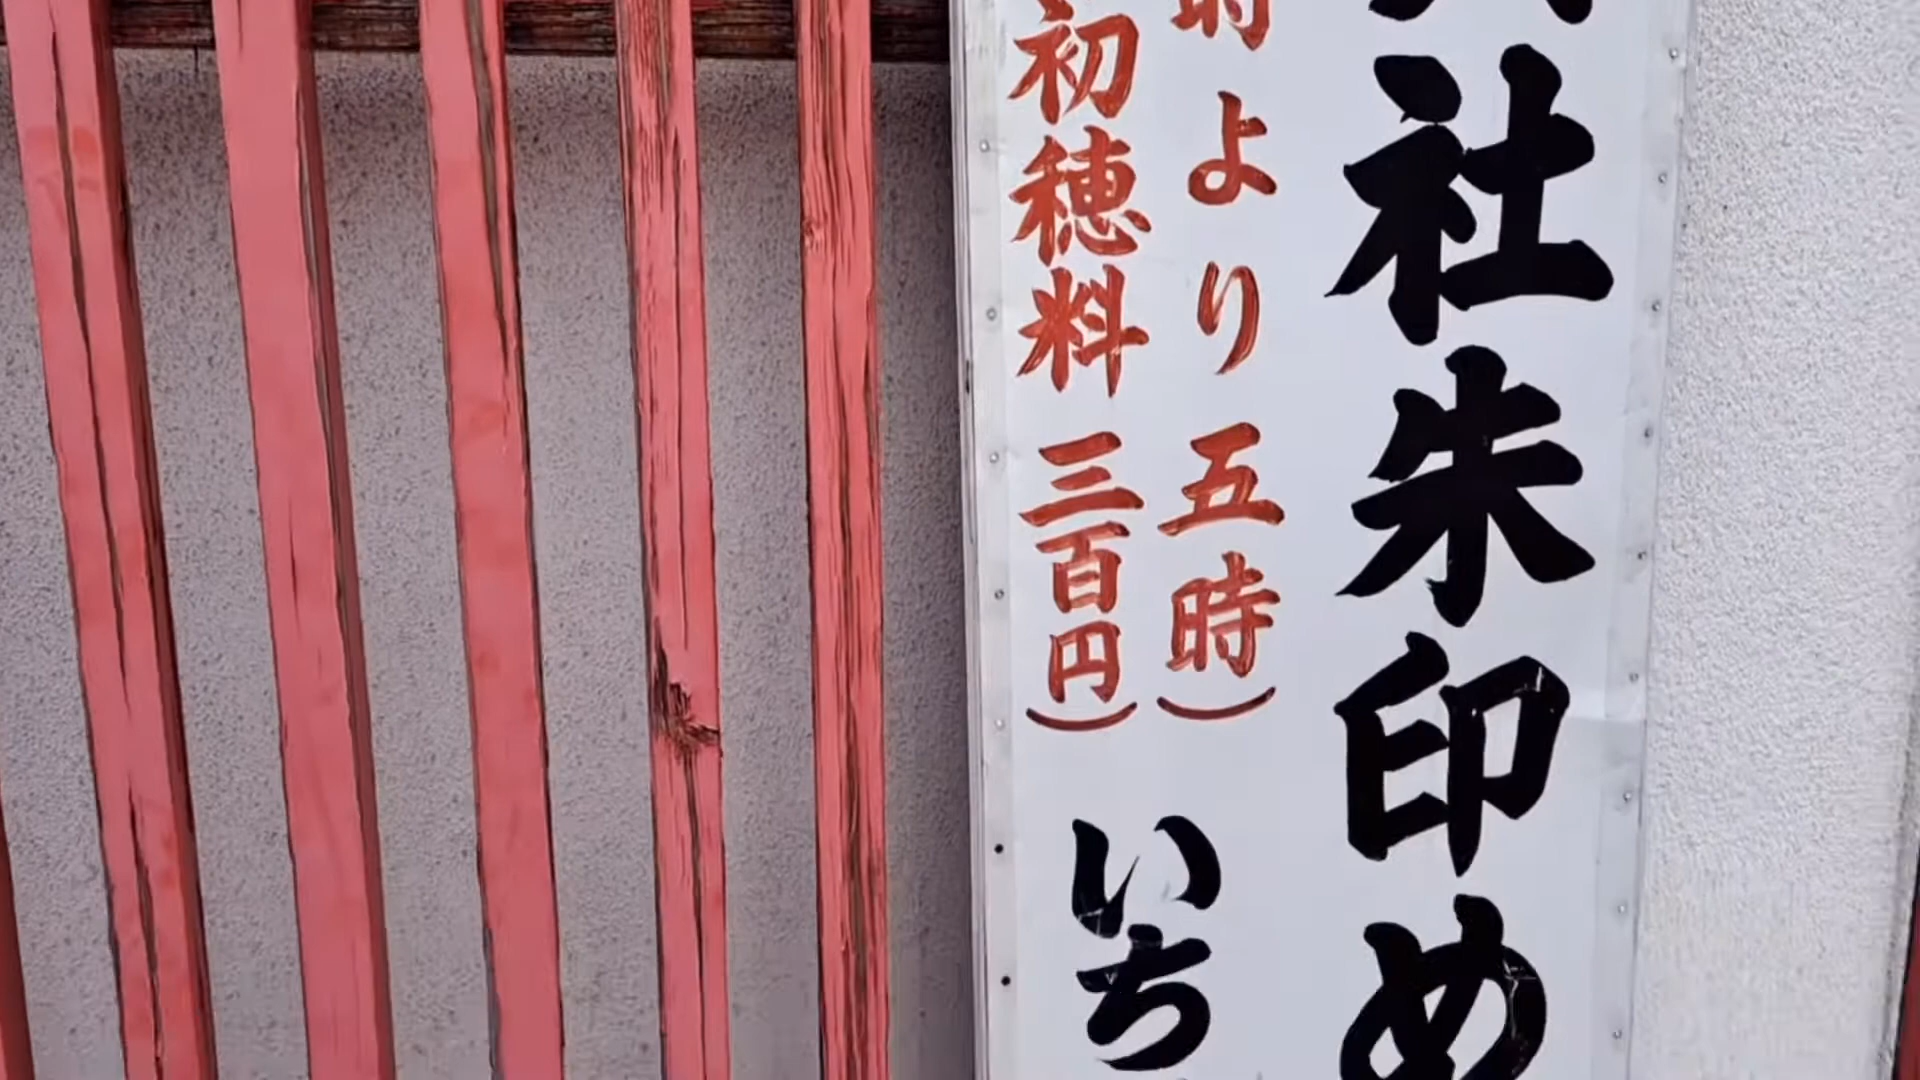 社朱印め
時より 五時)
初穂料 三百円)
いち